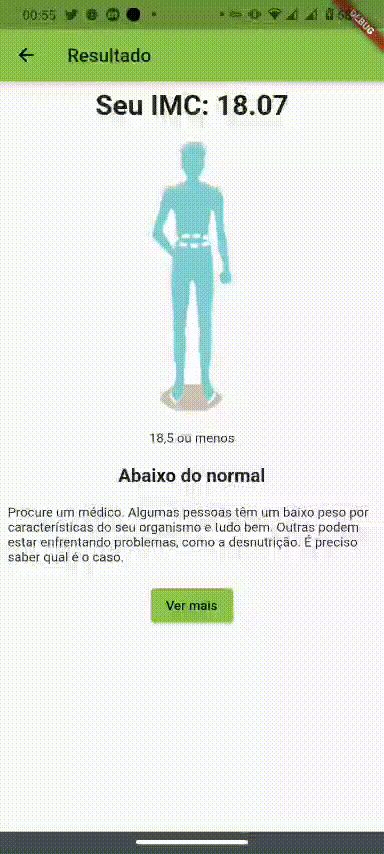 00:55
DEBUG
Resultado
Seu IMC: 18.07
18,5 ou menos
Abaixo do normal
Procure um médico. Algumas pessoas têm um baixo peso por
características do seu organismo e tudo bem. Outras podem
estar enfrentando problemas, como a desnutrição. É preciso
saber qual é o caso.
Ver mais